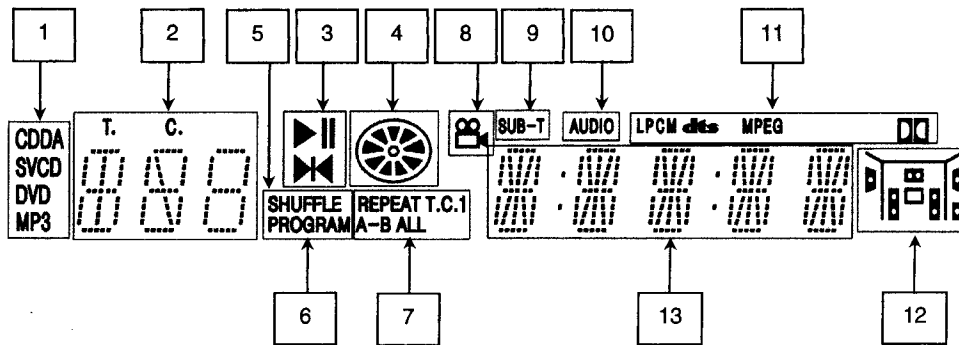 1 2 5 3 4 8 9 10 11
CDDA
SVCD
DVD
MP3
T. C.
SHUFFLE
PROGRAM
REPEAT T.C.1
A-B ALL
SUB-T
AUDIO
LPCM dts MPEG
6 7 13 12